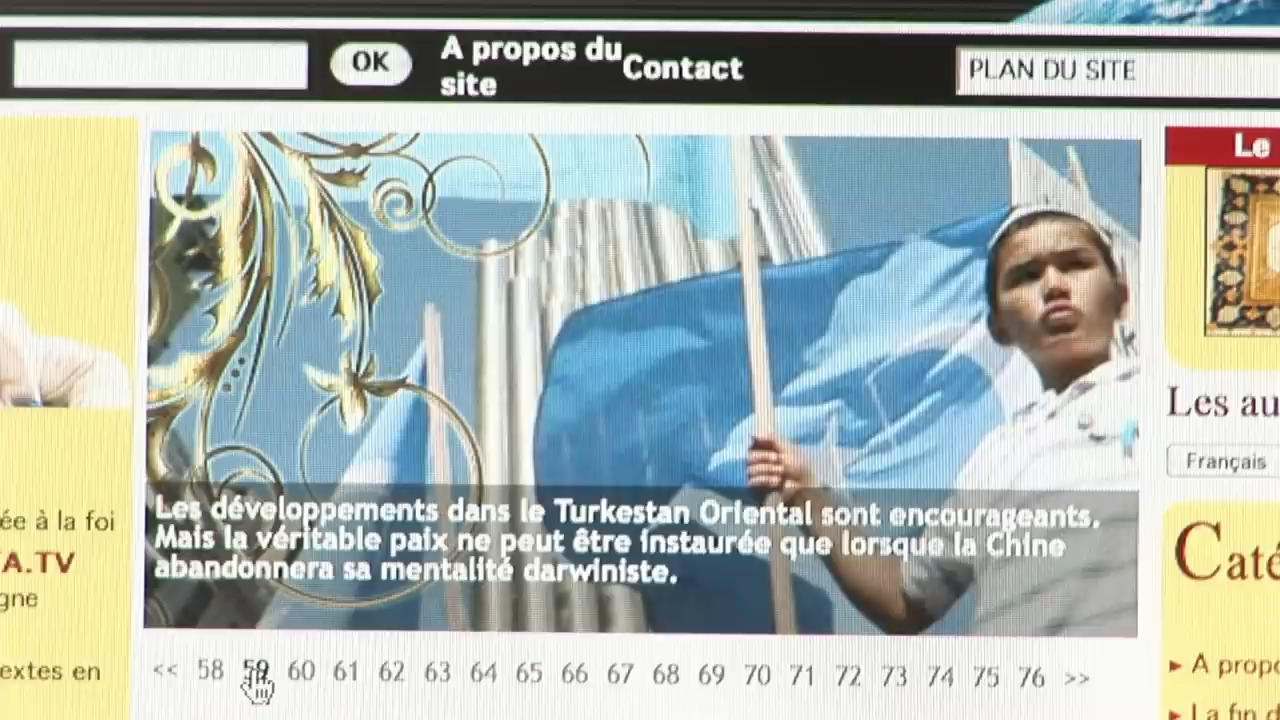 OK
A propos du
site
Contact
PLAN DU SITE
Le
Les développements dans le Turkestan Oriental sont encourageants.
Mais la véritable paix ne peut être instaurée que lorsque la Chine
abandonnera sa mentalité darwiniste.
<< 58 59 60 61 62 63 64 65 66 67 68 69 70 71 72 73 74 75 76 >>
ée à la foi
A.TV
gne
extes en
Les au
Français
Caté
A propo
La fin d